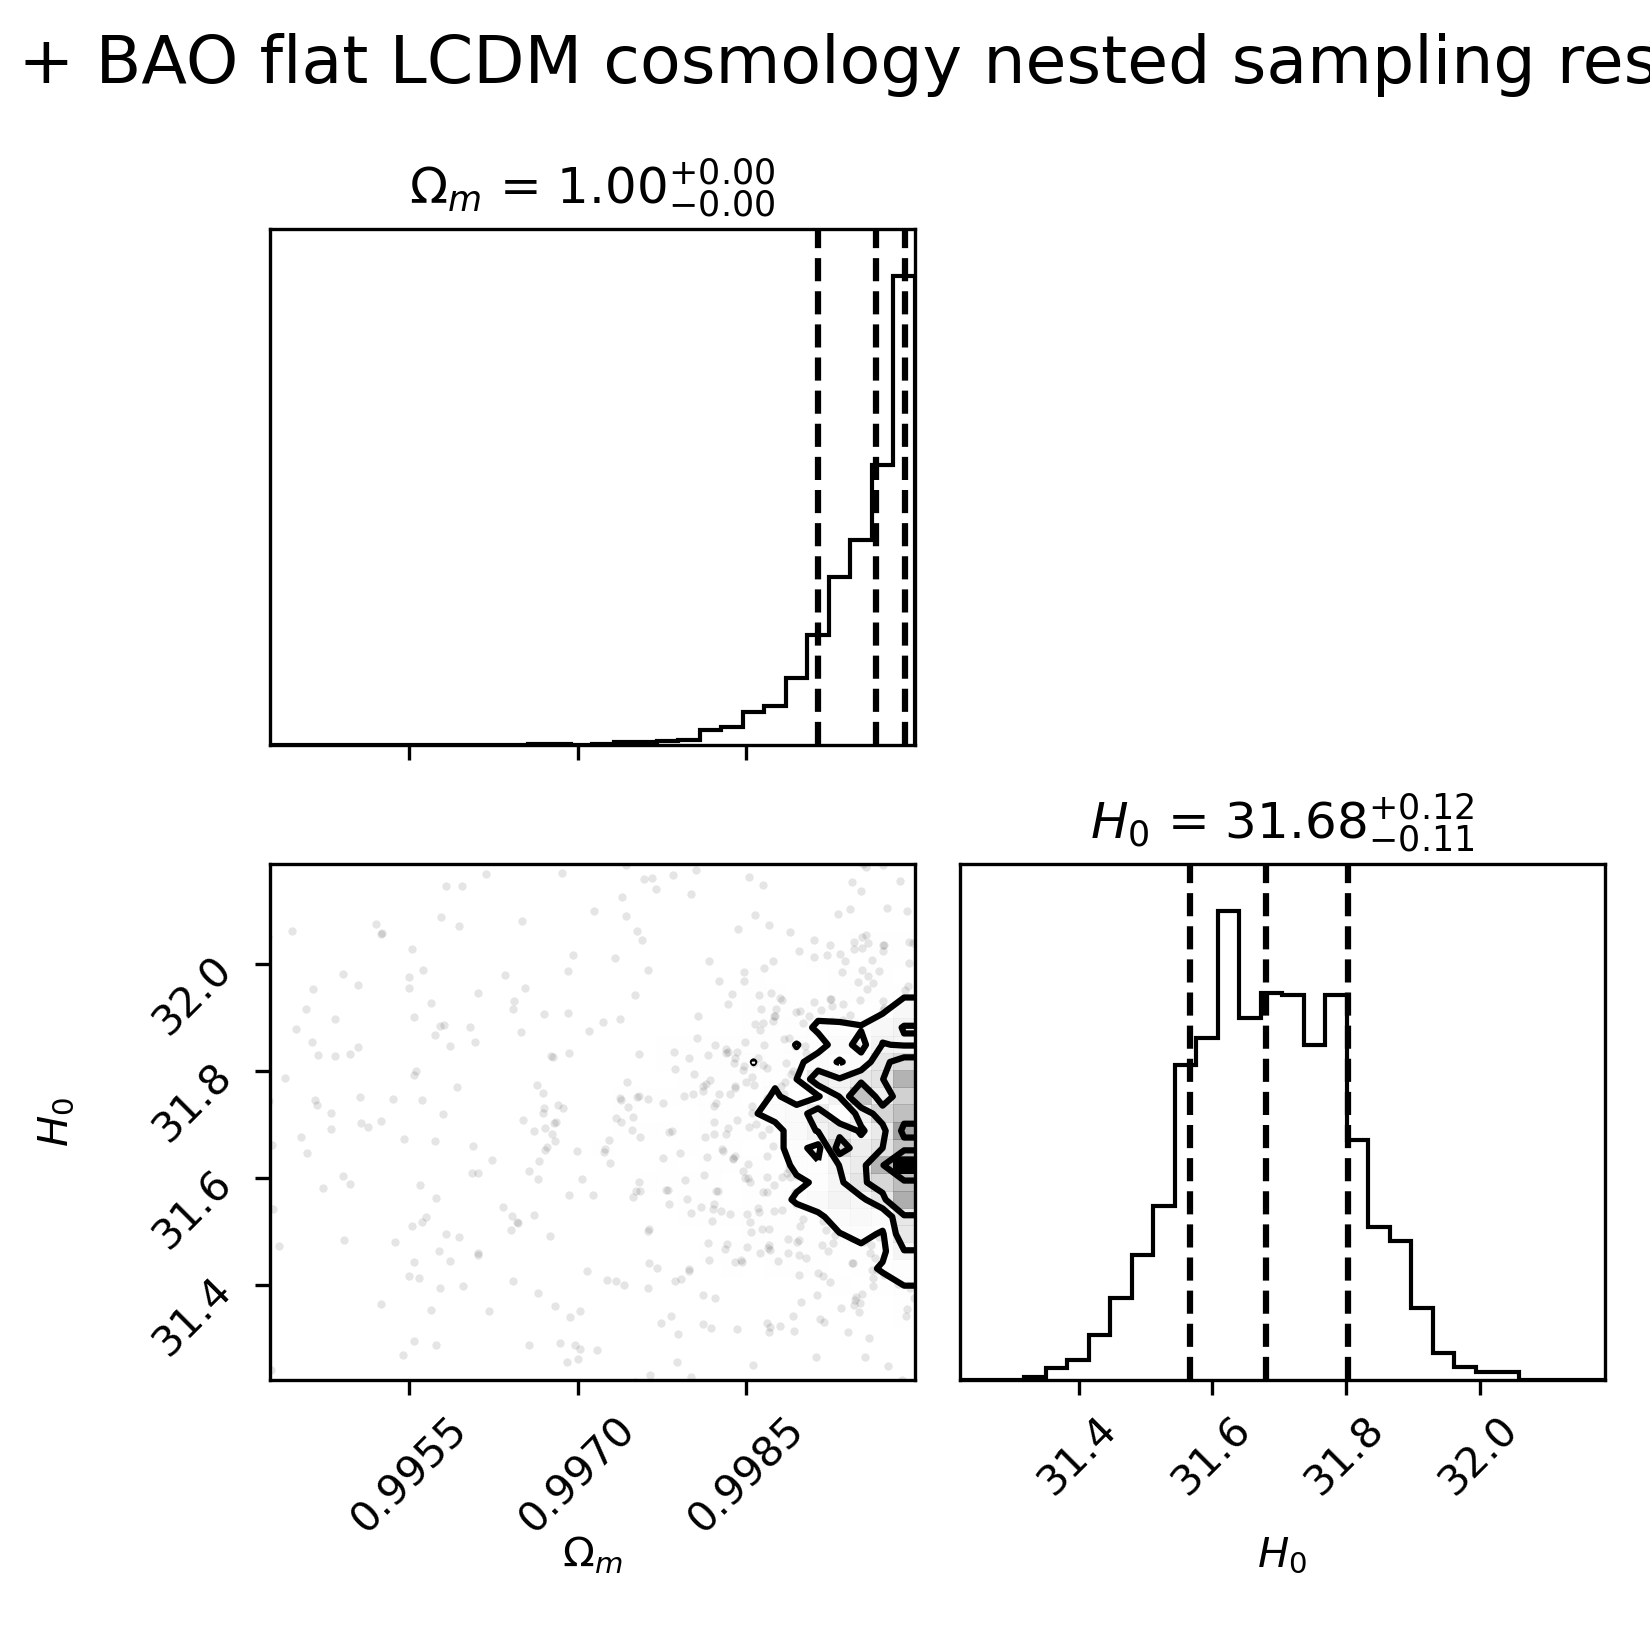 + BAO flat LCDM cosmology nested sampling res
Ωₘ = 1.00 +0.00 −0.00
H₀ = 31.68 +0.12 −0.11
32.0
31.8
31.6
31.4
H₀
0.9955 0.9970 0.9985
Ωₘ
31.4 31.6 31.8 32.0
H₀